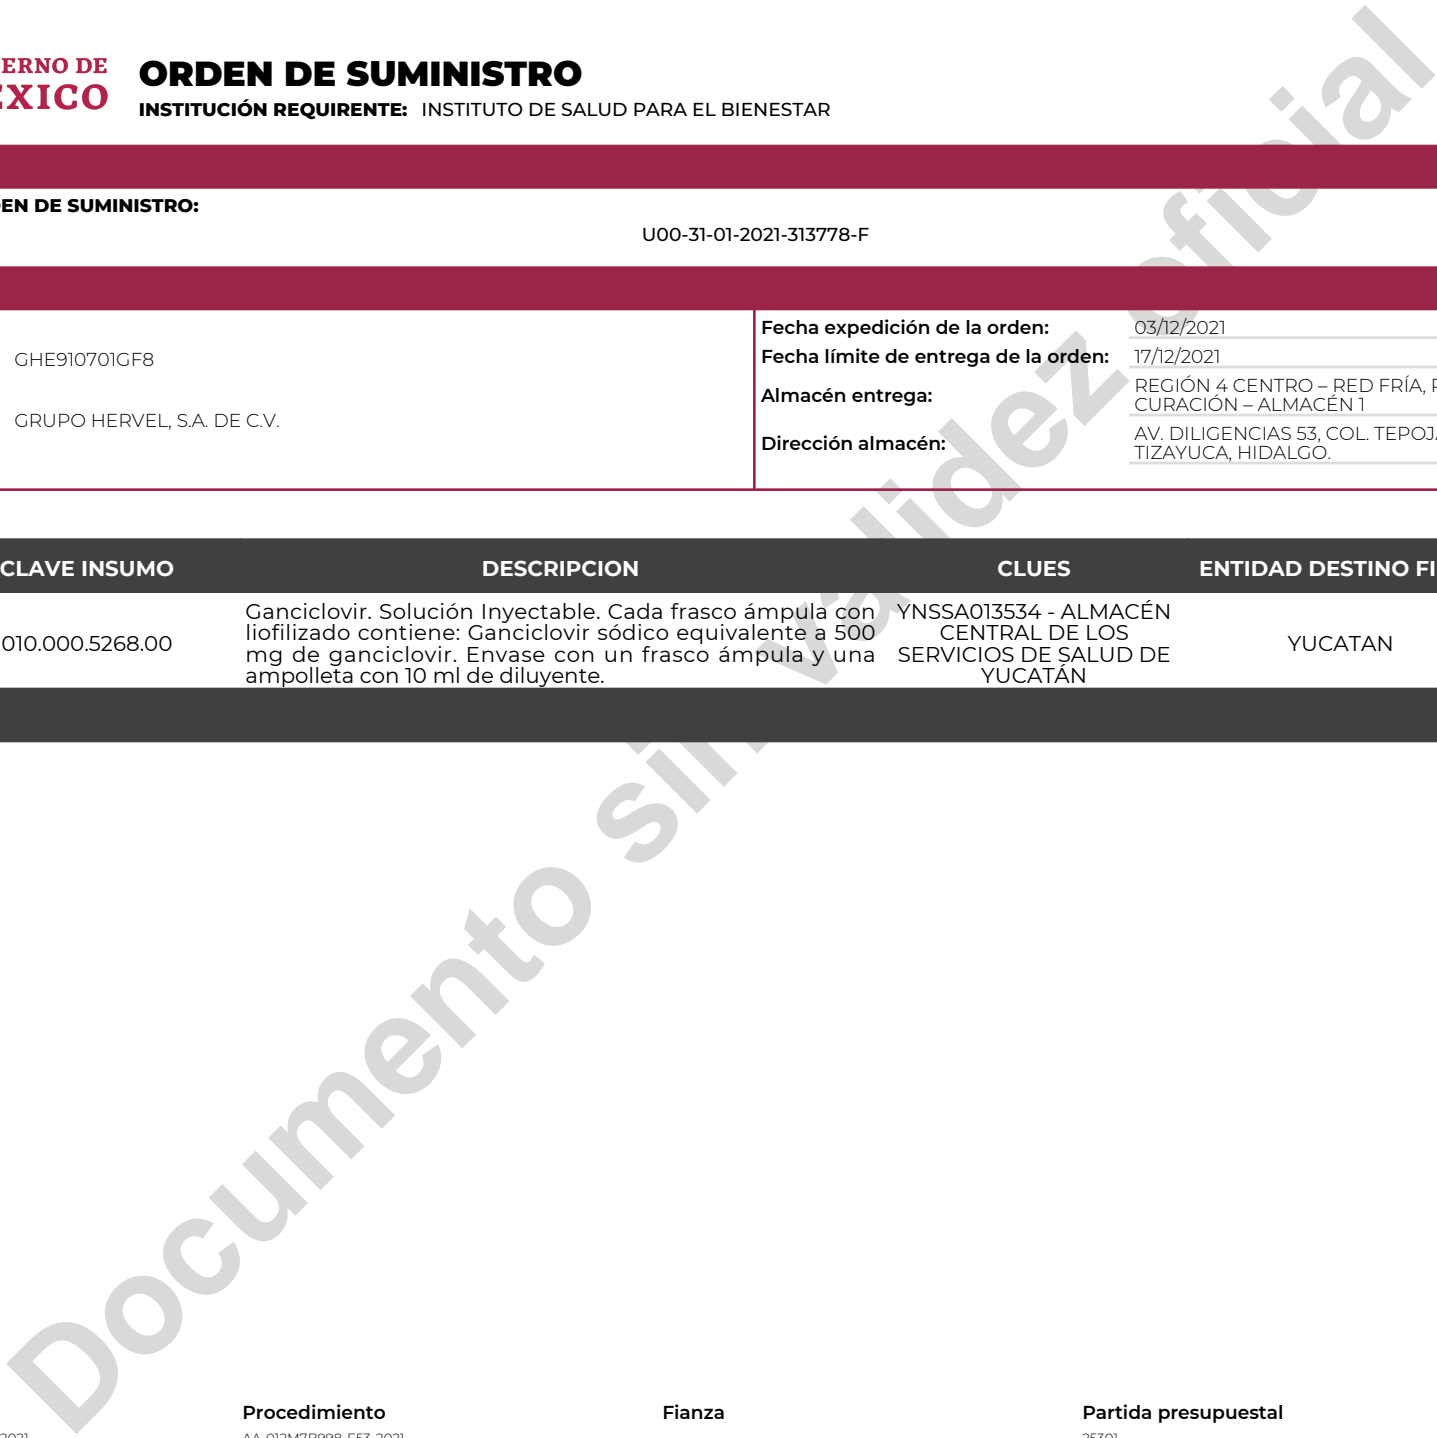 ERNO DE
ORDEN DE SUMINISTRO
INSTITUCIÓN REQUIRENTE: INSTITUTO DE SALUD PARA EL BIENESTAR
EN DE SUMINISTRO:
U00-31-01-2021-313778-F
GHE910701GF8
GRUPO HERVEL, S.A. DE C.V.
Fecha expedición de la orden: 03/12/2021
Fecha límite de entrega de la orden: 17/12/2021
Almacén entrega: REGIÓN 4 CENTRO – RED FRÍA,
CURACIÓN – ALMACÉN 1
Dirección almacén: AV. DILIGENCIAS 53, COL.
TIZAYUCA, HIDALGO.
CLAVE INSUMO DESCRIPCION CLUES ENTIDAD DESTINO
010.000.5268.00
Ganciclovir. Solución Inyectable. Cada frasco ámpula con
liofilizado contiene: Ganciclovir sódico equivalente a 500
mg de ganciclovir. Envase con un frasco ámpula y una
ampolleta con 10 ml de diluyente.
YNSSA013534 - ALMACÉN
CENTRAL DE LOS
SERVICIOS DE SALUD DE
YUCATÁN
YUCATAN
Documento sin validez oficial
Procedimiento Fianza Partida presupuestal